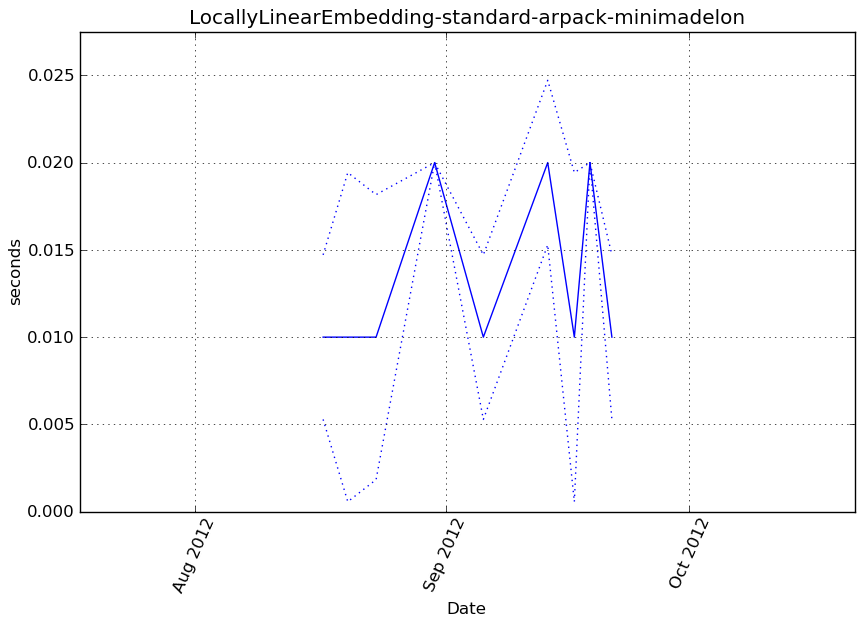 LocallyLinearEmbedding-standard-arpack-minimadelon
0.025
0.020
0.015
0.010
0.005
0.000
seconds
Aug 2012
Sep 2012
Oct 2012
Date